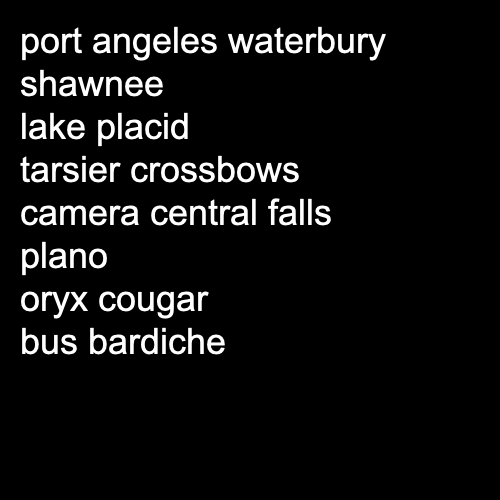 port angeles waterbury
shawnee
lake placid
tarsier crossbows
camera central falls
plano
oryx cougar
bus bardiche